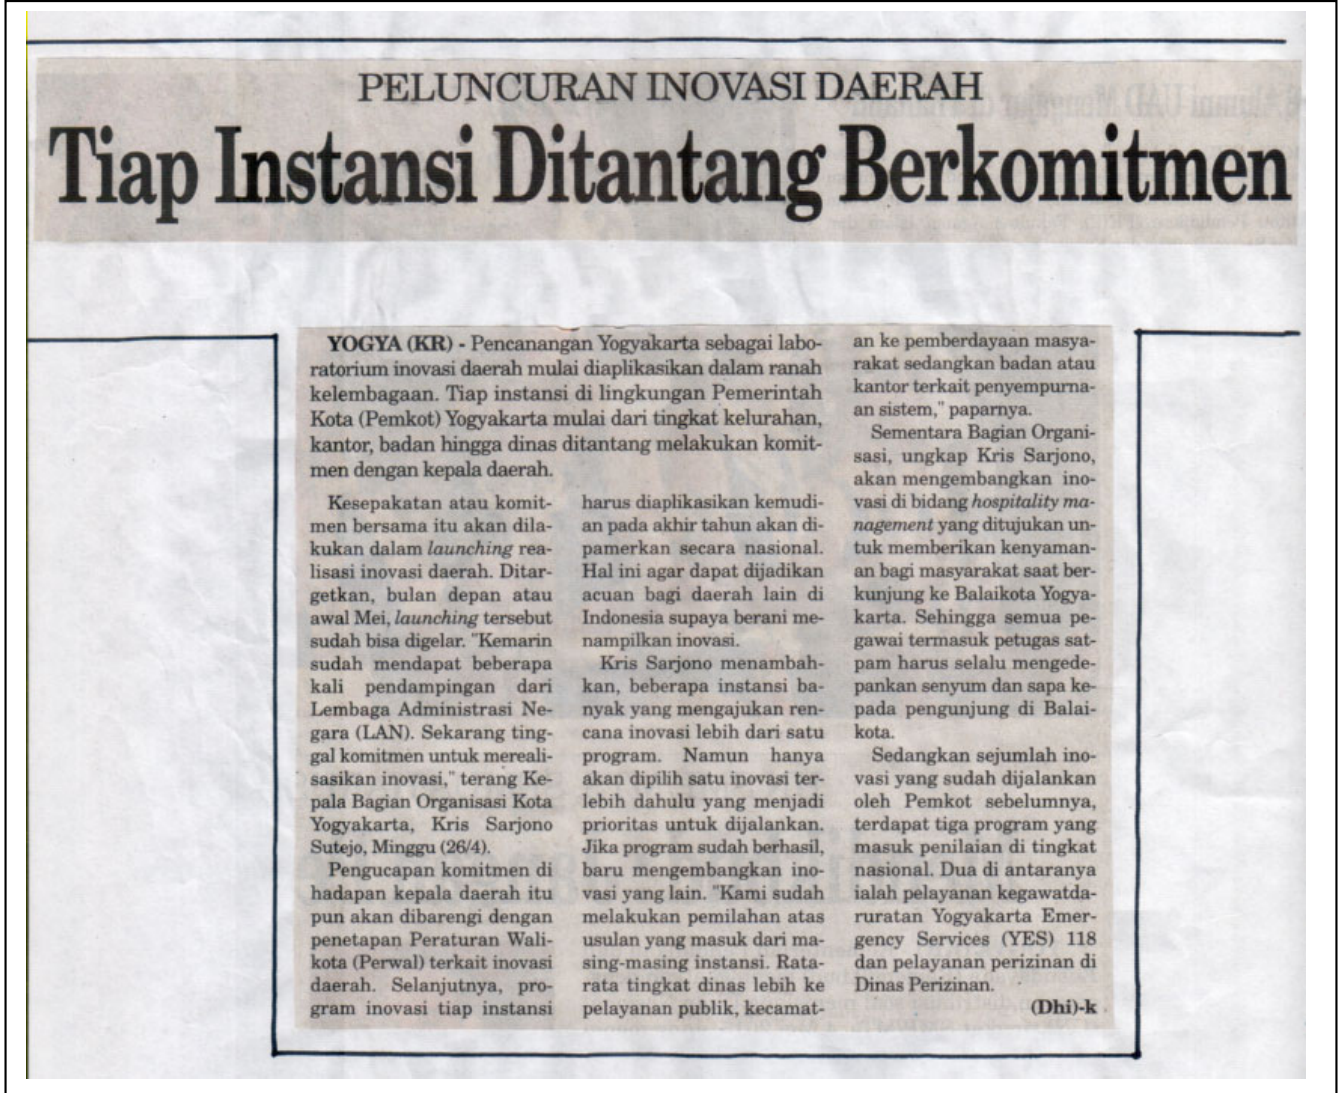 PELUNCURAN INOVASI DAERAH
Tiap Instansi Ditantang Berkomitmen
YOGYA (KR) - Pencanangan Yogyakarta sebagai labo-
ratorium inovasi daerah mulai diaplikasikan dalam ranah
kelembagaan. Tiap instansi di lingkungan Pemerintah
Kota (Pemkot) Yogyakarta mulai dari tingkat kelurahan,
kantor, badan hingga dinas ditantang melakukan komit-
men dengan kepala daerah.
Kesepakatan atau komit-
men bersama itu akan dila-
kukan dalam launching rea-
lisasi inovasi daerah. Ditar-
getkan, bulan depan atau
awal Mei, launching tersebut
sudah bisa digelar. "Kemarin
sudah mendapat beberapa
kali pendampingan dari
Lembaga Administrasi Ne-
gara (LAN). Sekarang ting-
gal komitmen untuk mereali-
sasikan inovasi," terang Ke-
pala Bagian Organisasi Kota
Yogyakarta, Kris Sarjono
Sutejo, Minggu (26/4).
Pengucapan komitmen di
hadapan kepala daerah itu
pun akan dibarengi dengan
penetapan Peraturan Wali-
kota (Perwal) terkait inovasi
daerah. Selanjutnya, pro-
gram inovasi tiap instansi
harus diaplikasikan kemudi-
an pada akhir tahun akan di-
pamerkan secara nasional.
Hal ini agar dapat dijadikan
acuan bagi daerah lain di
Indonesia supaya berani me-
nampilkan inovasi.
Kris Sarjono menambah-
kan, beberapa instansi ba-
nyak yang mengajukan ren-
cana inovasi lebih dari satu
program. Namun hanya
akan dipilih satu inovasi ter-
lebih dahulu yang menjadi
prioritas untuk dijalankan.
Jika program sudah berhasil,
baru mengembangkan ino-
vasi yang lain. "Kami sudah
melakukan pemilahan atas
usulan yang masuk dari ma-
sing-masing instansi. Rata-
rata tingkat dinas lebih ke
pelayanan publik, kecamat-
an ke pemberdayaan masya-
rakat sedangkan badan atau
kantor terkait penyempurna-
an sistem," paparnya.
Sementara Bagian Organi-
sasi, ungkap Kris Sarjono,
akan mengembangkan ino-
vasi di bidang hospitality ma-
nagement yang ditujukan un-
tuk memberikan kenyaman-
an bagi masyarakat saat ber-
kunjung ke Balaikota Yogya-
karta. Sehingga semua pe-
gawai termasuk petugas sat-
pam harus selalu mengede-
pankan senyum dan sapa ke-
pada pengunjung di Balai-
kota.
Sedangkan sejumlah ino-
vasi yang sudah dijalankan
oleh Pemkot sebelumnya,
terdapat tiga program yang
masuk penilaian di tingkat
nasional. Dua di antaranya
ialah pelayanan kegawatda-
ruratan Yogyakarta Emer-
gency Services (YES) 118
dan pelayanan perizinan di
Dinas Perizinan.
(Dhi)-k